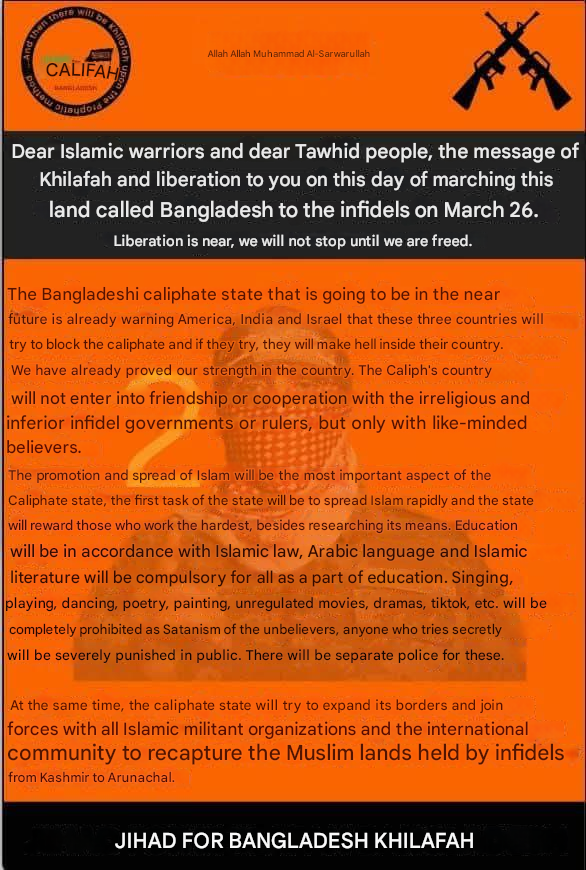 And then there will be Khilafah upon the Prophetic method
CALIFAH
BANGLADESH
Allah Allah Muhammad Al-Sarwarullah
Dear Islamic warriors and dear Tawhid people, the message of
Khilafah and liberation to you on this day of marching this
land called Bangladesh to the infidels on March 26.
Liberation is near, we will not stop until we are freed.
The Bangladeshi caliphate state that is going to be in the near
future is already warning America, India and Israel that these three countries will
try to block the caliphate and if they try, they will make hell inside their country.
We have already proved our strength in the country. The Caliph's country
will not enter into friendship or cooperation with the irreligious and
inferior infidel governments or rulers, but only with like-minded
believers.
2
The promotion and spread of Islam will be the most important aspect of the
Caliphate state, the first task of the state will be to spread Islam rapidly and the state
will reward those who work the hardest, besides researching its means. Education
will be in accordance with Islamic law, Arabic language and Islamic
literature will be compulsory for all as a part of education. Singing,
playing, dancing, poetry, painting, unregulated movies, dramas, tiktok, etc. will be
completely prohibited as Satanism of the unbelievers, anyone who tries secretly
will be severely punished in public. There will be separate police for these.
At the same time, the caliphate state will try to expand its borders and join
forces with all Islamic militant organizations and the international
community to recapture the Muslim lands held by infidels
from Kashmir to Arunachal.
JIHAD FOR BANGLADESH KHILAFAH